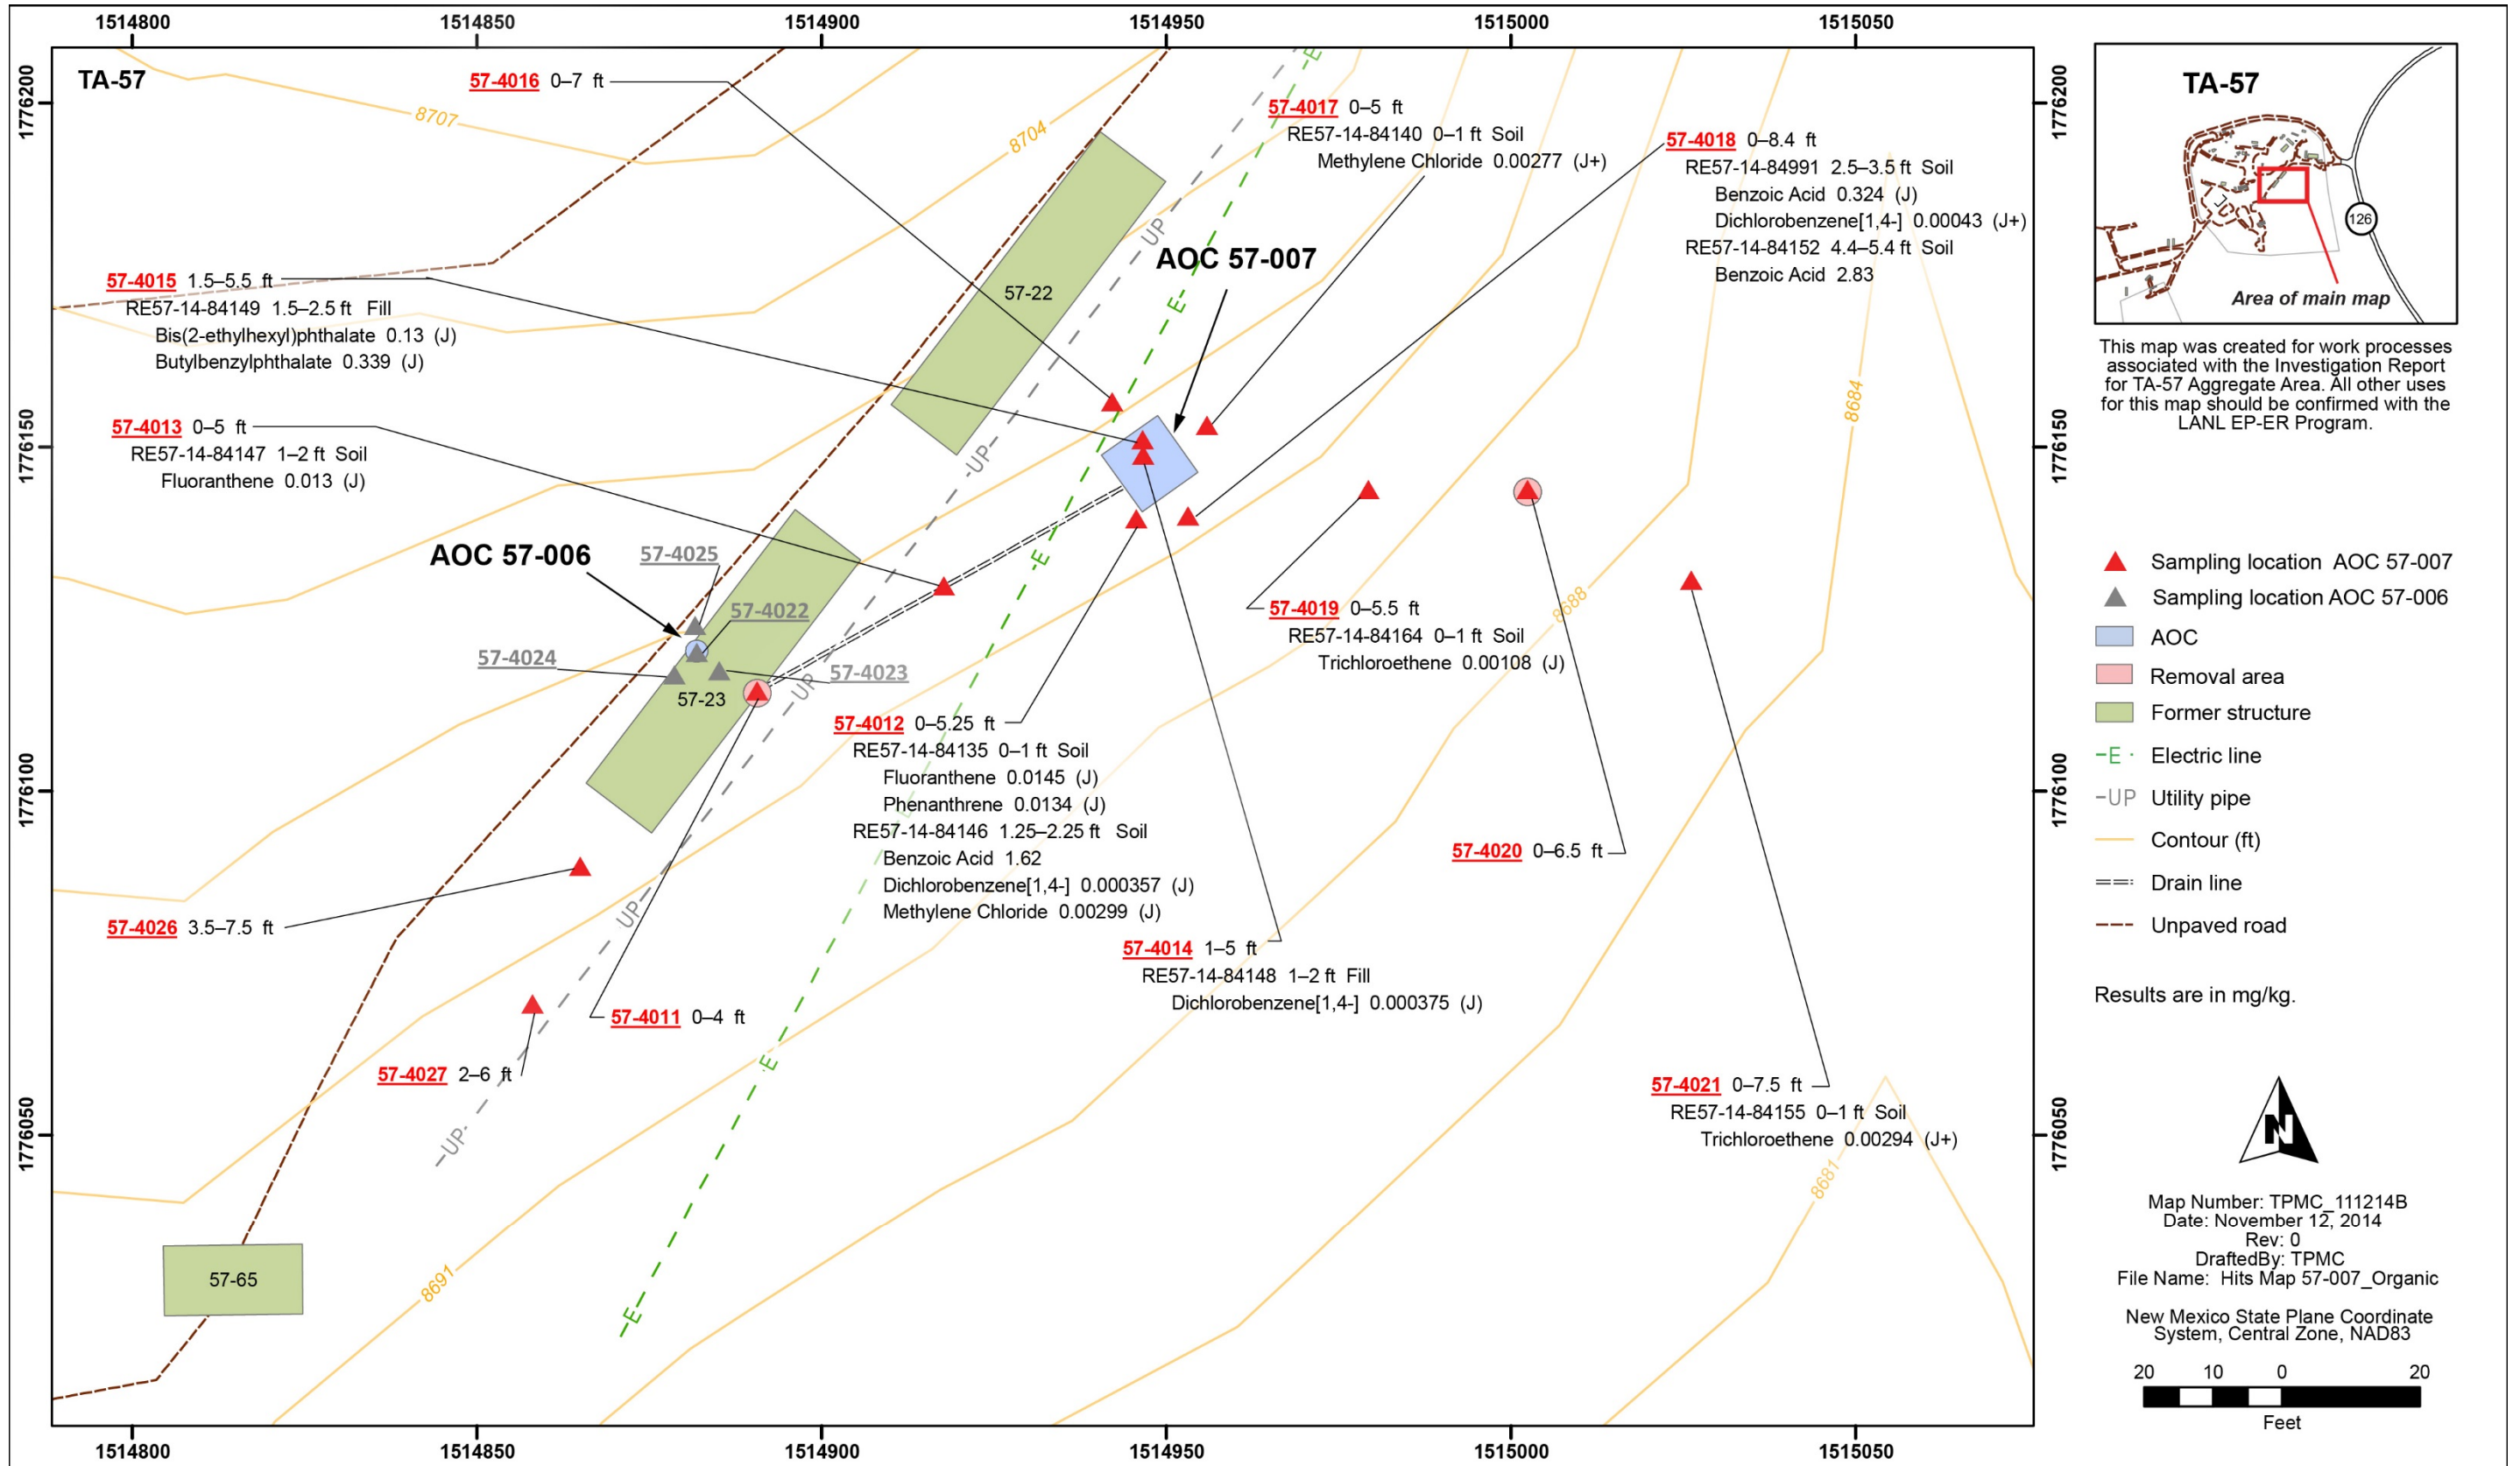 1514800 1514850 1514900 1514950 1515000 1515050
1776200
1776150
1776100
1776050
TA-57
8707
8704
57-4016 0–7 ft
57-4017 0–5 ft
RE57-14-84140 0–1 ft Soil
Methylene Chloride 0.00277 (J+)
57-4018 0–8.4 ft
RE57-14-84991 2.5–3.5 ft Soil
Benzoic Acid 0.324 (J)
Dichlorobenzene[1,4-] 0.00043 (J+)
RE57-14-84152 4.4–5.4 ft Soil
Benzoic Acid 2.83
E
UP
AOC 57-007
57-22
E
57-4015 1.5–5.5 ft
RE57-14-84149 1.5–2.5 ft Fill
Bis(2-ethylhexyl)phthalate 0.13 (J)
Butylbenzylphthalate 0.339 (J)
57-4013 0–5 ft
RE57-14-84147 1–2 ft Soil
Fluoranthene 0.013 (J)
UP
8684
AOC 57-006
57-4025
57-4022
57-4024
57-4023
57-23
E
UP
57-4019 0–5.5 ft
RE57-14-84164 0–1 ft Soil
Trichloroethene 0.00108 (J)
8688
57-4012 0–5.25 ft
RE57-14-84135 0–1 ft Soil
Fluoranthene 0.0145 (J)
Phenanthrene 0.0134 (J)
RE57-14-84146 1.25–2.25 ft Soil
Benzoic Acid 1.62
Dichlorobenzene[1,4-] 0.000357 (J)
Methylene Chloride 0.00299 (J)
E
57-4020 0–6.5 ft
57-4026 3.5–7.5 ft
UP
57-4014 1–5 ft
RE57-14-84148 1–2 ft Fill
Dichlorobenzene[1,4-] 0.000375 (J)
57-4011 0–4 ft
57-4027 2–6 ft
E
UP
57-4021 0–7.5 ft
RE57-14-84155 0–1 ft Soil
Trichloroethene 0.00294 (J+)
8681
57-65
8691
E
1776200
1776150
1776100
1776050
1514800 1514850 1514900 1514950 1515000 1515050
TA-57
126
Area of main map
This map was created for work processes
associated with the Investigation Report
for TA-57 Aggregate Area. All other uses
for this map should be confirmed with the
LANL EP-ER Program.
Sampling location AOC 57-007
Sampling location AOC 57-006
AOC
Removal area
Former structure
E Electric line
UP Utility pipe
Contour (ft)
Drain line
Unpaved road
Results are in mg/kg.
N
Map Number: TPMC_111214B
Date: November 12, 2014
Rev: 0
DraftedBy: TPMC
File Name: Hits Map 57-007_Organic
New Mexico State Plane Coordinate
System, Central Zone, NAD83
20 10 0 20
Feet